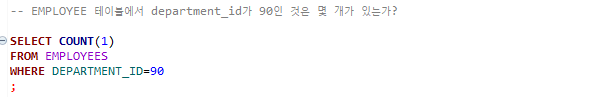 -- EMPLOYEE 테이블에서 department_id가 90인 것은 몇 개가 있는가?
SELECT COUNT(1)
FROM EMPLOYEES
WHERE DEPARTMENT_ID=90
;